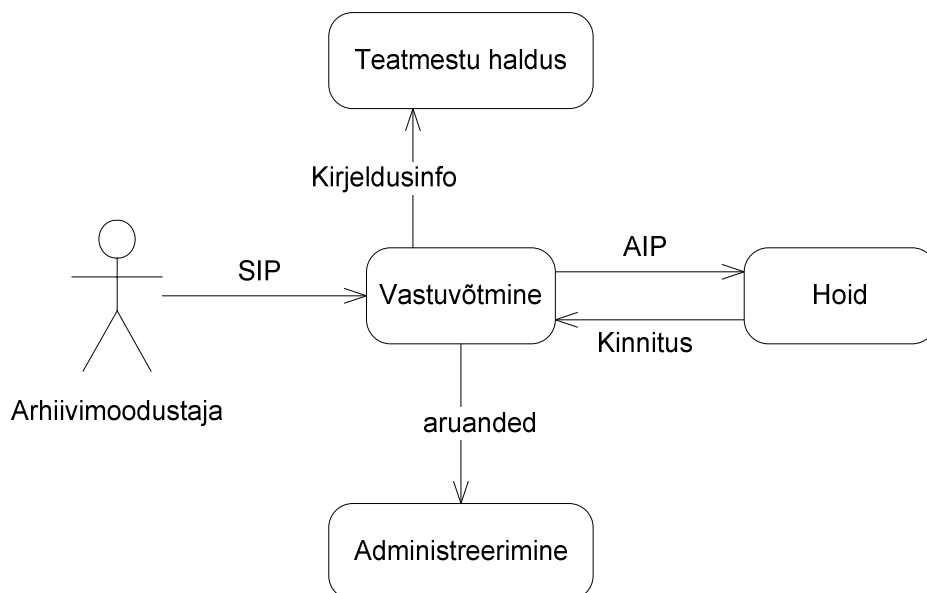 Teatmestu haldus
Kirjeldusinfo
SIP
AIP
Vastuvõtmine
Hoid
Kinnitus
Arhiivimoodustaja
aruanded
Administreerimine